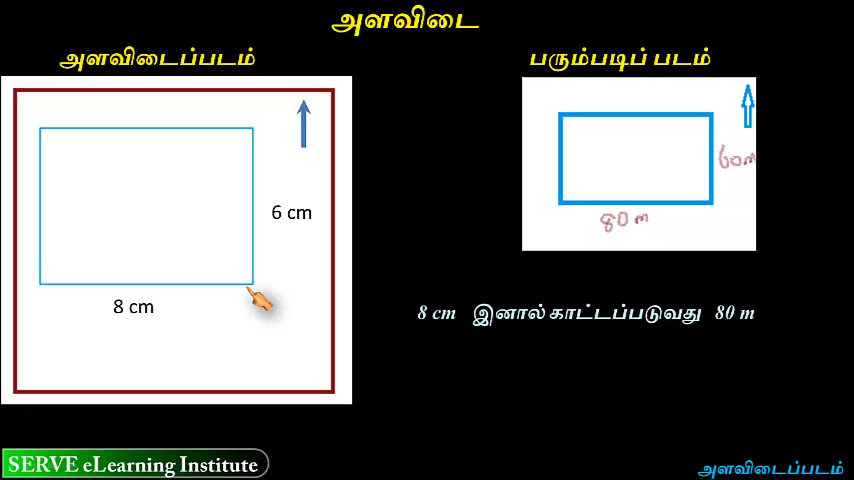 அளவிடை
அளவிடைப்படம்
பரும்படிப் படம்
6 cm
8 cm
60m
80 m
8 cm இனால் காட்டப்படுவது 80 m
SERVE eLearning Institute
அளவிடைப்படம்